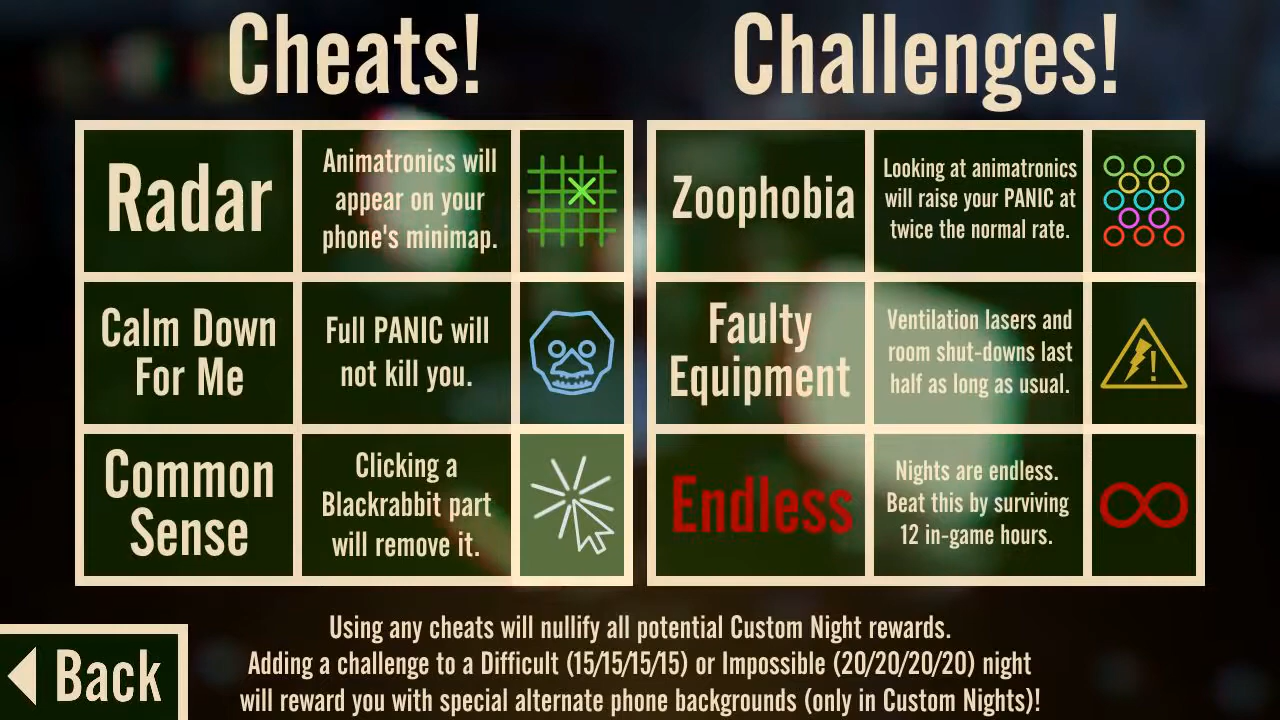 Cheats!
Radar
Animatronics will
appear on your
phone's minimap.
Calm Down
For Me
Full PANIC will
not kill you.
Common
Sense
Clicking a
Blackrabbit part
will remove it.
Challenges!
Zoophobia
Looking at animatronics
will raise your PANIC at
twice the normal rate.
Faulty
Equipment
Ventilation lasers and
room shut-downs last
half as long as usual.
Endless
Nights are endless.
Beat this by surviving
12 in-game hours.
Using any cheats will nullify all potential Custom Night rewards.
Adding a challenge to a Difficult (15/15/15/15) or Impossible (20/20/20/20) night
will reward you with special alternate phone backgrounds (only in Custom Nights)!
Back